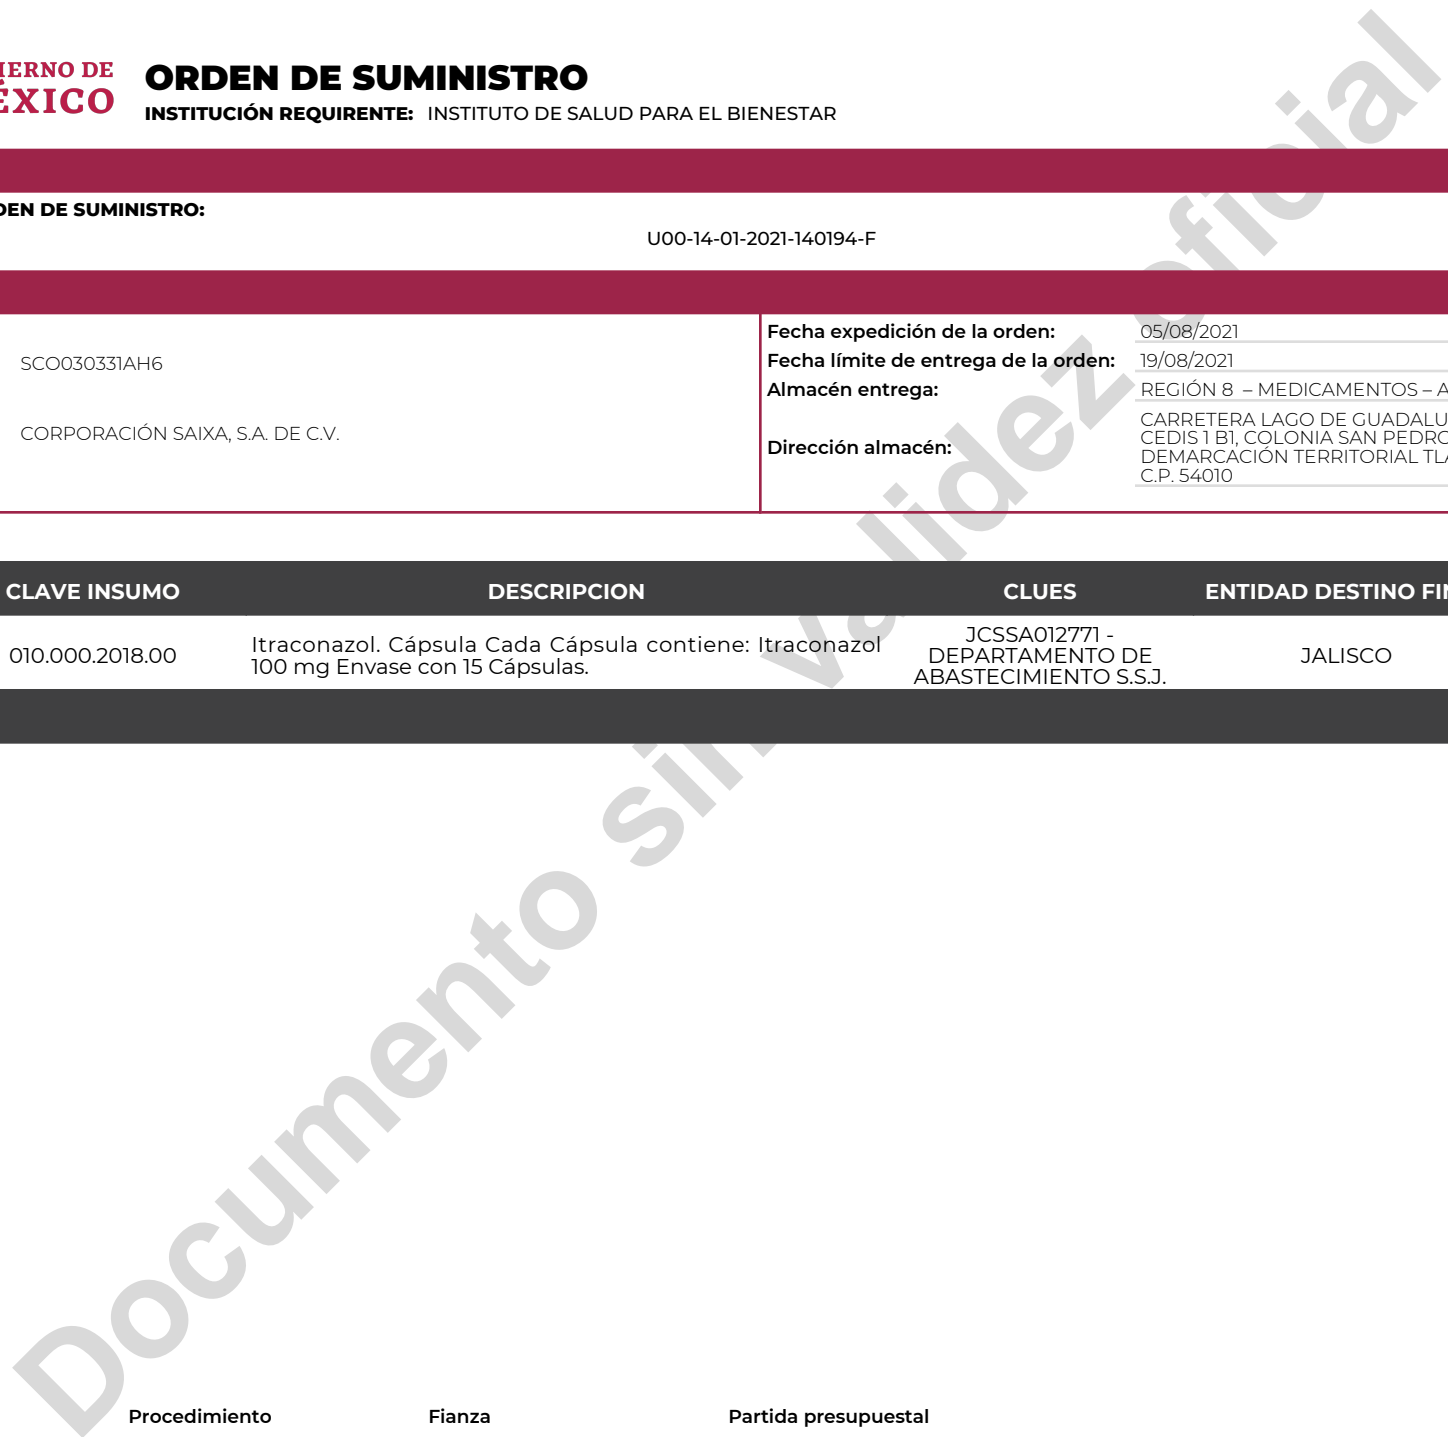 IERNO DE
ÉXICO
ORDEN DE SUMINISTRO
INSTITUCIÓN REQUIRENTE: INSTITUTO DE SALUD PARA EL BIENESTAR
DEN DE SUMINISTRO:
U00-14-01-2021-140194-F
SCO030331AH6
CORPORACIÓN SAIXA, S.A. DE C.V.
Fecha expedición de la orden: 05/08/2021
Fecha límite de entrega de la orden: 19/08/2021
Almacén entrega: REGIÓN 8 – MEDICAMENTOS – A
Dirección almacén:
CARRETERA LAGO DE GUADALU
CEDIS 1 B1, COLONIA SAN PEDRO
DEMARCACIÓN TERRITORIAL TLA
C.P. 54010
CLAVE INSUMO DESCRIPCION CLUES ENTIDAD DESTINO FIN
010.000.2018.00
Itraconazol. Cápsula Cada Cápsula contiene: Itraconazol
100 mg Envase con 15 Cápsulas.
JCSSA012771 -
DEPARTAMENTO DE
ABASTECIMIENTO S.S.J.
JALISCO
Documento sin validez oficial
Procedimiento Fianza Partida presupuestal